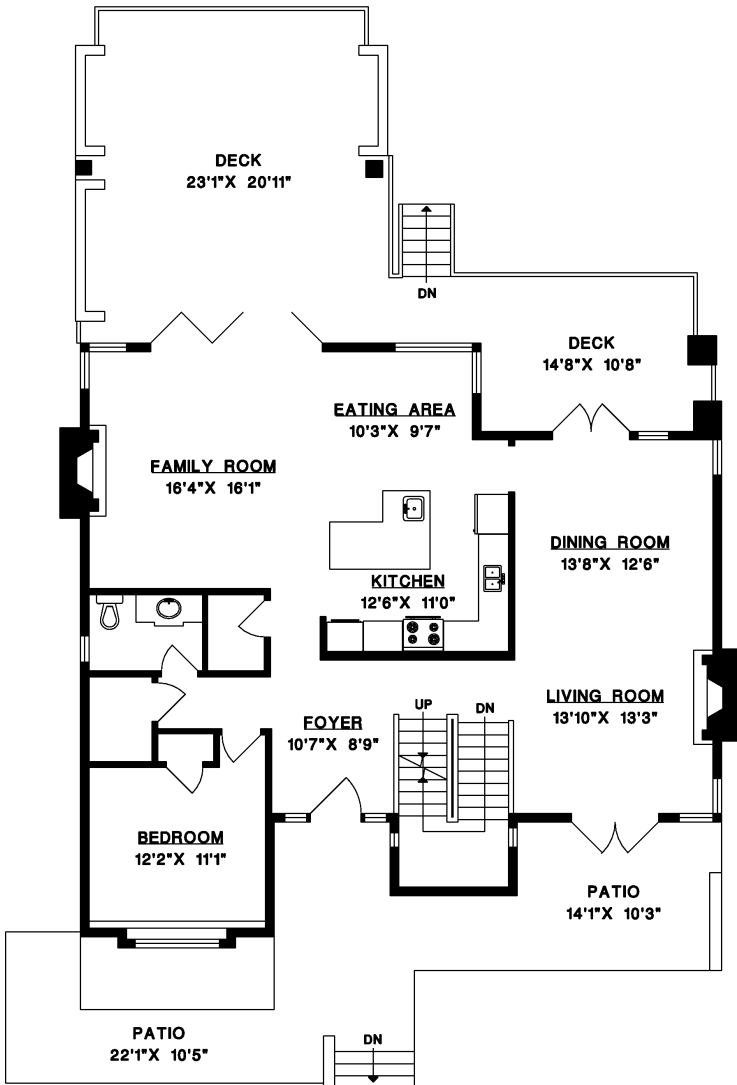 DECK
23'1"X 20'11"
DN
DECK
14'8"X 10'8"
EATING AREA
10'3"X 9'7"
FAMILY ROOM
16'4"X 16'1"
DINING ROOM
13'8"X 12'6"
KITCHEN
12'6"X 11'0"
LIVING ROOM
13'10"X 13'3"
UP
DN
FOYER
10'7"X 8'9"
BEDROOM
12'2"X 11'1"
PATIO
14'1"X 10'3"
PATIO
22'1"X 10'5"
DN